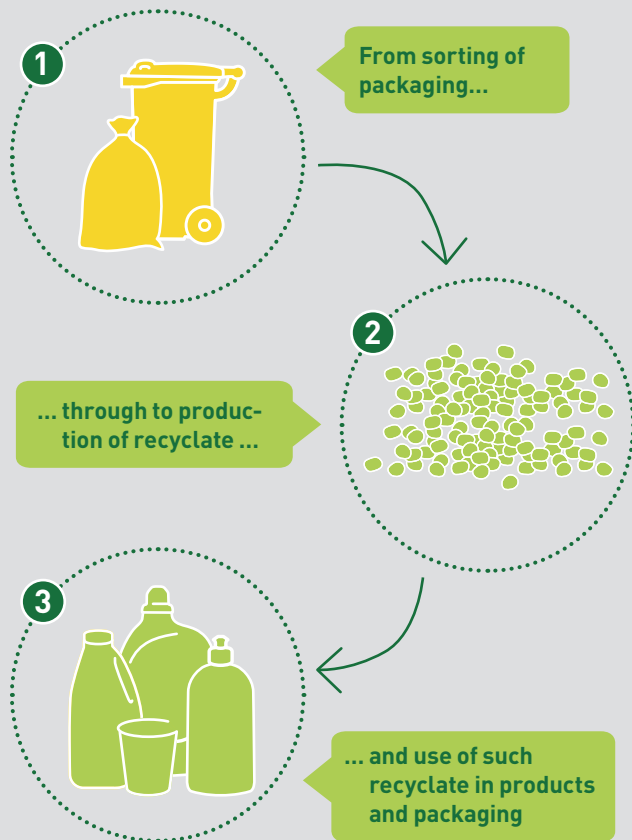 1
From sorting of
packaging...
2
... through to produc-
tion of recyclate ...
3
... and use of such
recyclate in products
and packaging